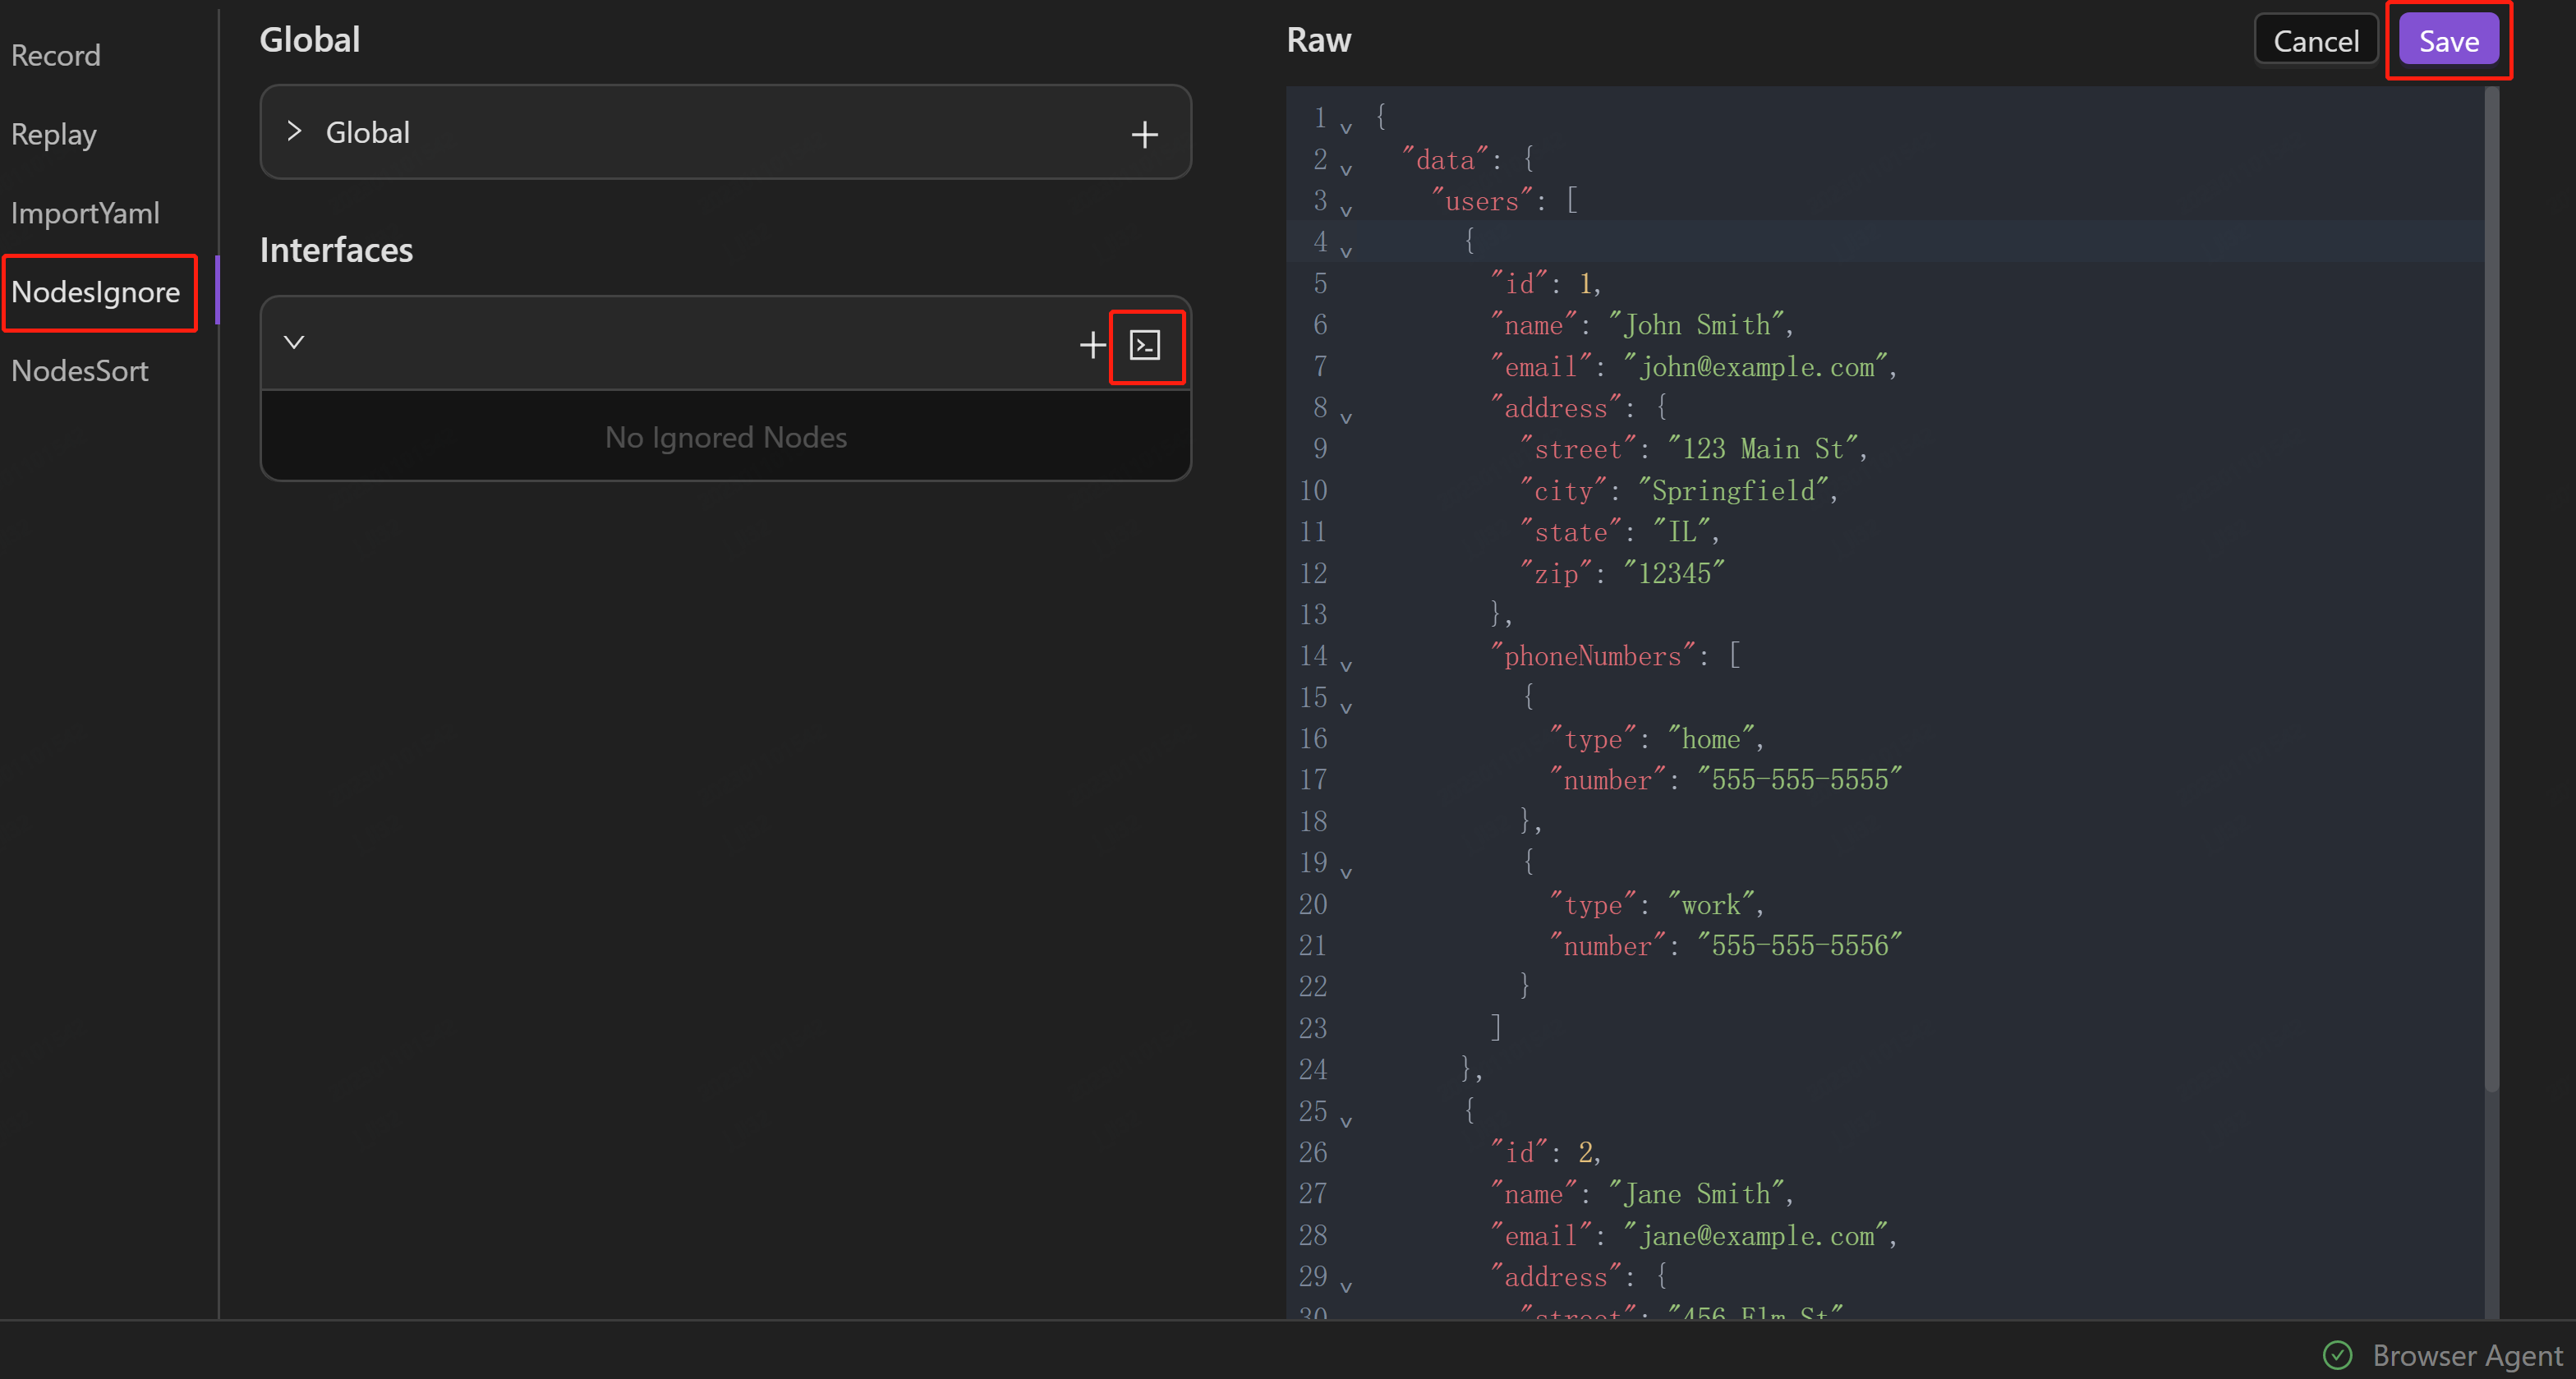 Record
Replay
ImportYaml
NodesIgnore
NodesSort
Global
Global
Interfaces
No Ignored Nodes
Raw
Cancel
Save
1 {
2 "data": {
3 "users": [
4 {
5 "id": 1,
6 "name": "John Smith",
7 "email": "john@example.com",
8 "address": {
9 "street": "123 Main St",
10 "city": "Springfield",
11 "state": "IL",
12 "zip": "12345"
13 },
14 "phoneNumbers": [
15 {
16 "type": "home",
17 "number": "555-555-5555"
18 },
19 {
20 "type": "work",
21 "number": "555-555-5556"
22 }
23 ]
24 },
25 {
26 "id": 2,
27 "name": "Jane Smith",
28 "email": "jane@example.com",
29 "address": {
30 "street": "456 Elm St"
Browser Agent